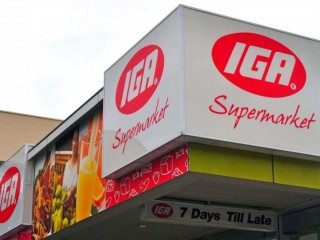 IGA
Supermarket
IGA
Supermarket
IGA
IGA 7 Days Till Late